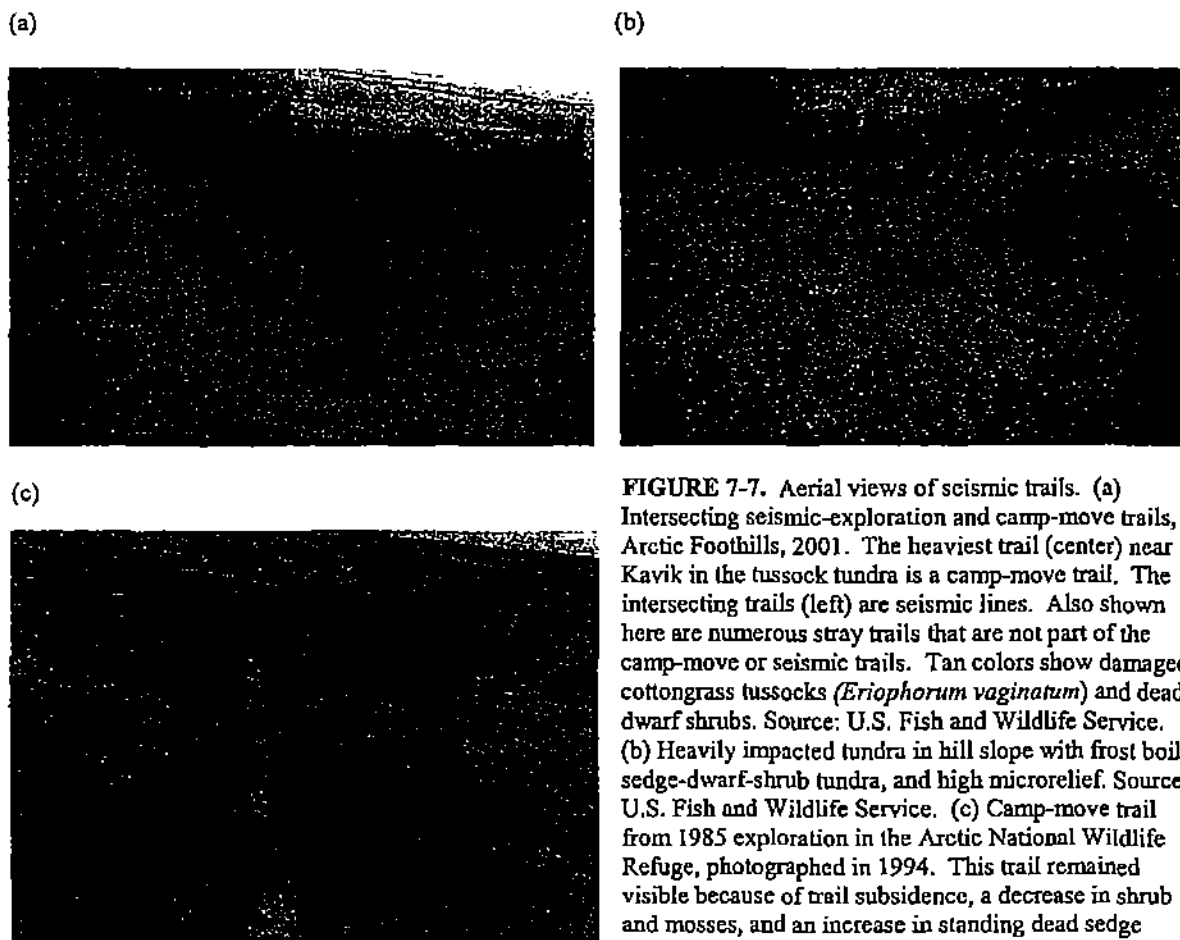 (a)
(b)
(c)
FIGURE 7-7. Aerial views of seismic trails. (a)
Intersecting seismic-exploration and camp-move trails,
Arctic Foothills, 2001. The heaviest trail (center) near
Kavik in the tussock tundra is a camp-move trail. The
intersecting trails (left) are seismic lines. Also shown
here are numerous stray trails that are not part of the
camp-move or seismic trails. Tan colors show damaged
cottongrass tussocks (Eriophorum vaginatum) and dead
dwarf shrubs. Source: U.S. Fish and Wildlife Service.
(b) Heavily impacted tundra in hill slope with frost boil
sedge-dwarf-shrub tundra, and high microrelief. Source
U.S. Fish and Wildlife Service. (c) Camp-move trail
from 1985 exploration in the Arctic National Wildlife
Refuge, photographed in 1994. This trail remained
visible because of trail subsidence, a decrease in shrub
and mosses, and an increase in standing dead sedge